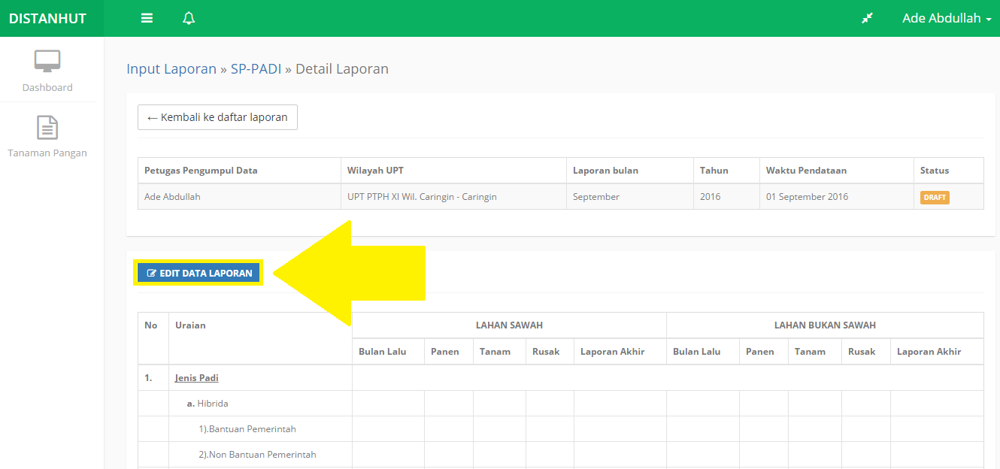 DISTANHUT
Ade Abdullah
Dashboard
Tanaman Pangan
Input Laporan » SP-PADI » Detail Laporan
← Kembali ke daftar laporan
Petugas Pengumpul Data Wilayah UPT Laporan bulan Tahun Waktu Pendataan Status
Ade Abdullah UPT PTPH XI Wil. Caringin - Caringin September 2016 01 September 2016 DRAFT
EDIT DATA LAPORAN
No Uraian LAHAN SAWAH LAHAN BUKAN SAWAH
Bulan Lalu Panen Tanam Rusak Laporan Akhir Bulan Lalu Panen Tanam Rusak Laporan Akhir
1. Jenis Padi
a. Hibrida
1).Bantuan Pemerintah
2).Non Bantuan Pemerintah